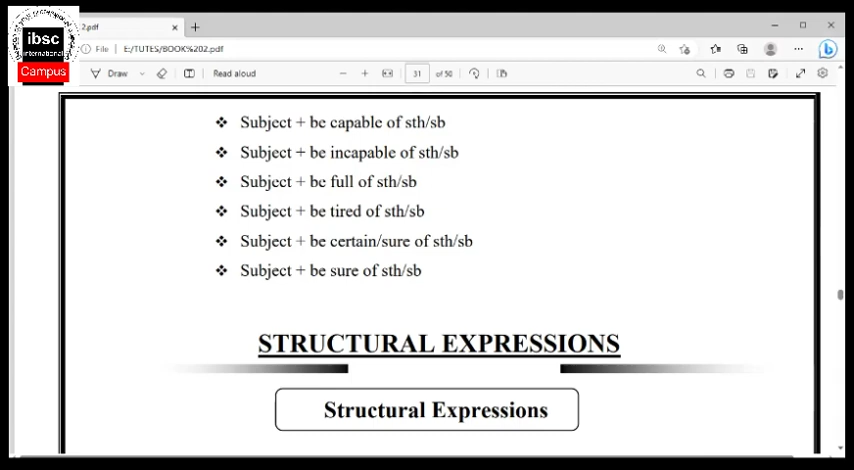 ibsc
international
Campus
2.pdf
File
E:/TUTES/BOOK%202.pdf
Draw
Read aloud
31
of 50
❖ Subject + be capable of sth/sb
❖ Subject + be incapable of sth/sb
❖ Subject + be full of sth/sb
❖ Subject + be tired of sth/sb
❖ Subject + be certain/sure of sth/sb
❖ Subject + be sure of sth/sb
STRUCTURAL EXPRESSIONS
Structural Expressions